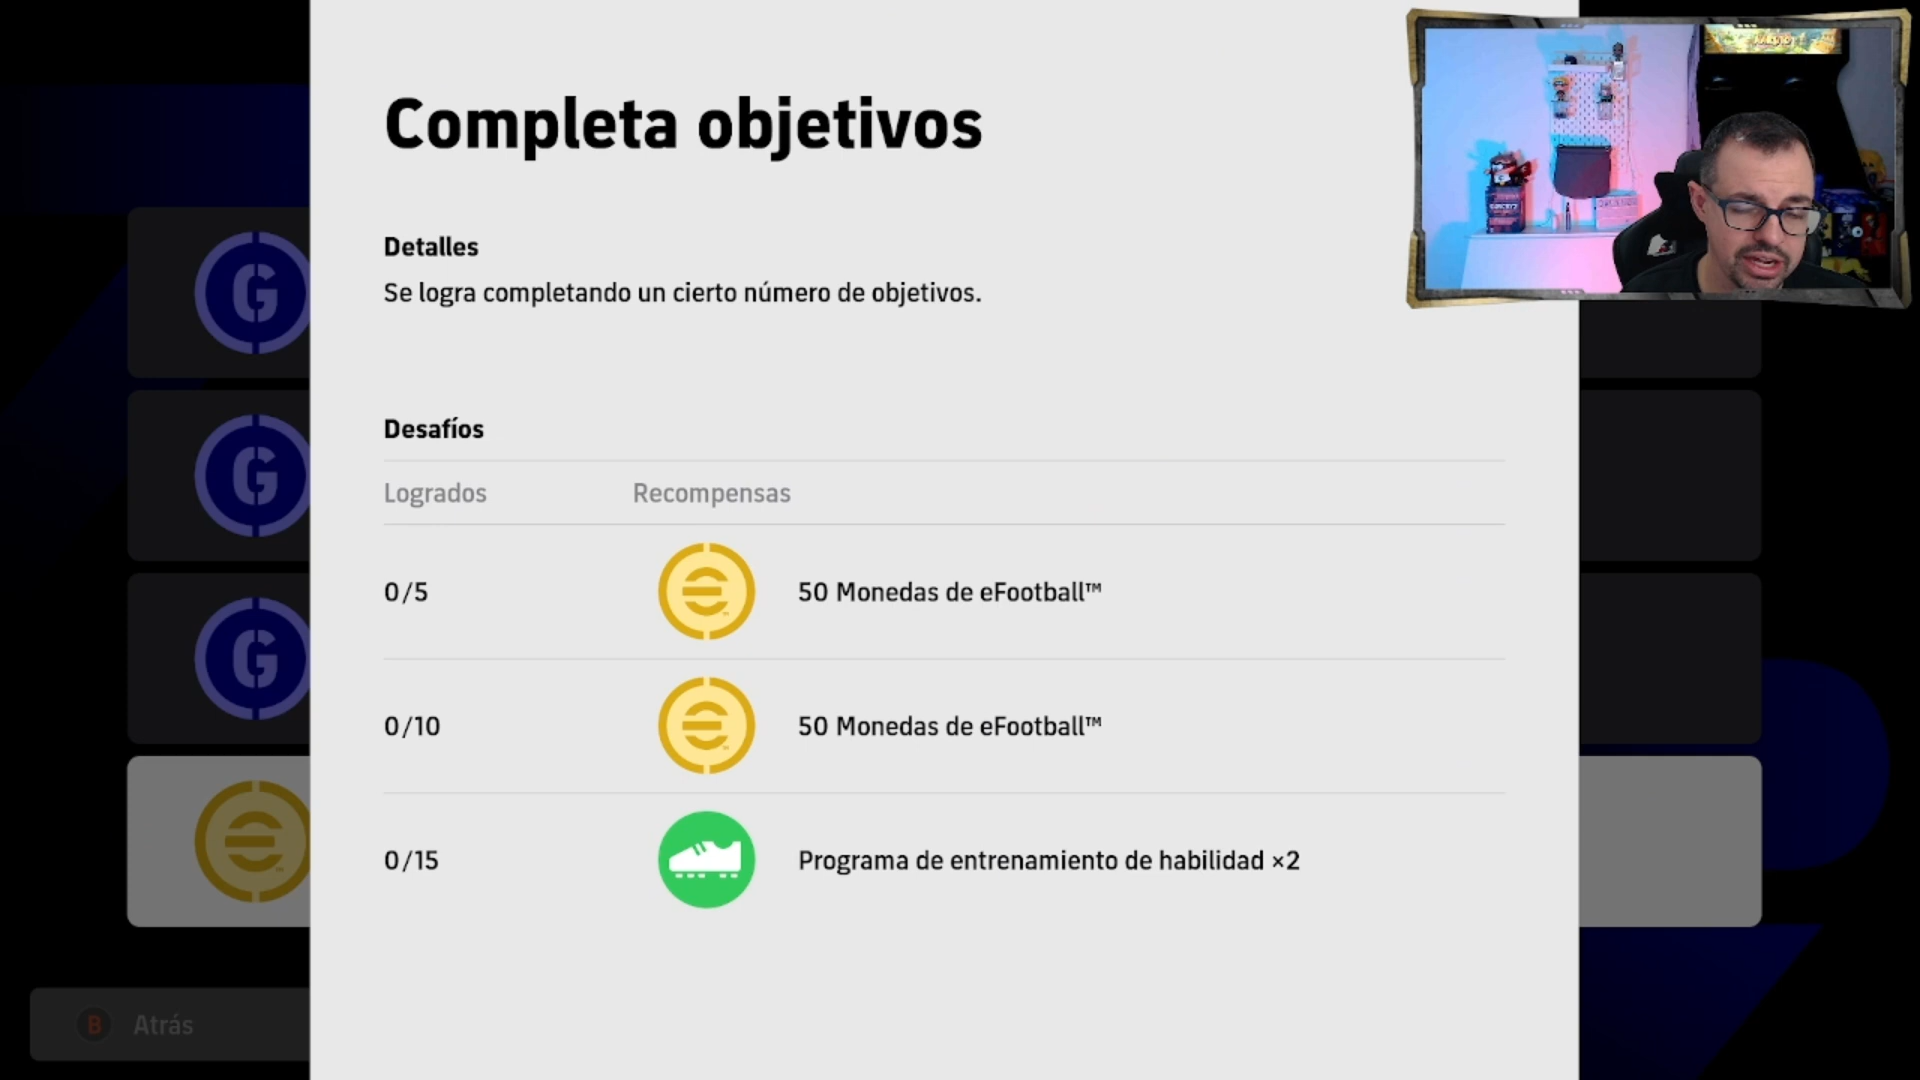 Completa objetivos
Detalles
Se logra completando un cierto número de objetivos.
Desafíos
Logrados Recompensas
0/5 50 Monedas de eFootball™
0/10 50 Monedas de eFootball™
0/15 Programa de entrenamiento de habilidad ×2
G
G
G
B Atrás